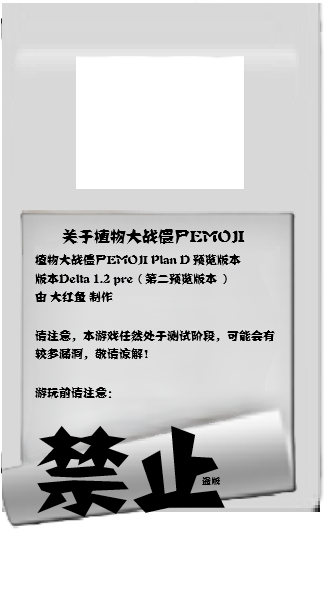 关于植物大战僵尸EMOJI
植物大战僵尸EMOJI Plan D 预览版本
版本Delta 1.2 pre（ 第二预览版本 ）
由 大红鱼 制作
请注意，本游戏任然处于测试阶段，可能会有
较多漏洞，敬请谅解！
游玩前请注意：
禁止
盗版